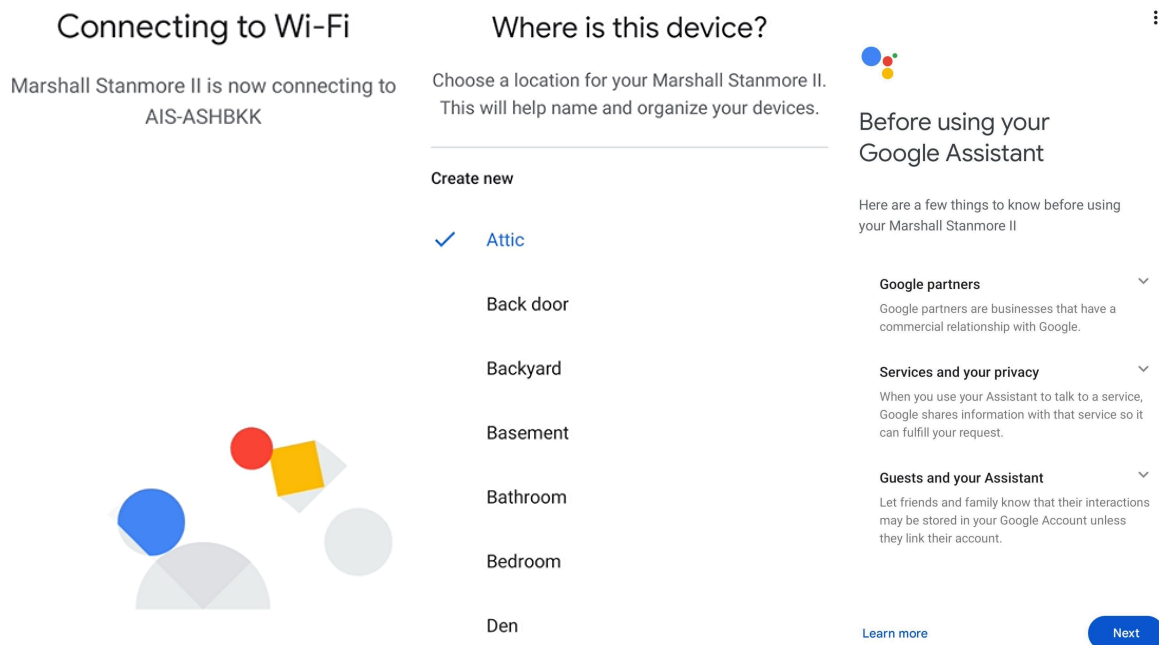 Connecting to Wi-Fi
Marshall Stanmore II is now connecting to
AIS-ASHBKK
Where is this device?
Choose a location for your Marshall Stanmore II.
This will help name and organize your devices.
Create new
Attic
Back door
Backyard
Basement
Bathroom
Bedroom
Den
Before using your
Google Assistant
Here are a few things to know before using
your Marshall Stanmore II
Google partners
Google partners are businesses that have a
commercial relationship with Google.
Services and your privacy
When you use your Assistant to talk to a service,
Google shares information with that service so it
can fulfill your request.
Guests and your Assistant
Let friends and family know that their interactions
may be stored in your Google Account unless
they link their account.
Learn more
Next